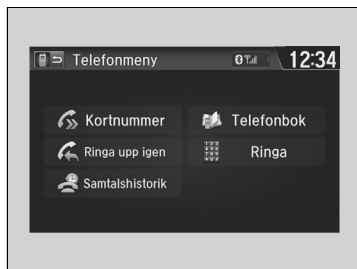 Telefonmeny
12:34
Kortnummer
Telefonbok
Ringa upp igen
Ringa
Samtalshistorik